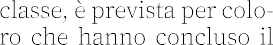 classe, è prevista per colo-
ro che hanno concluso il